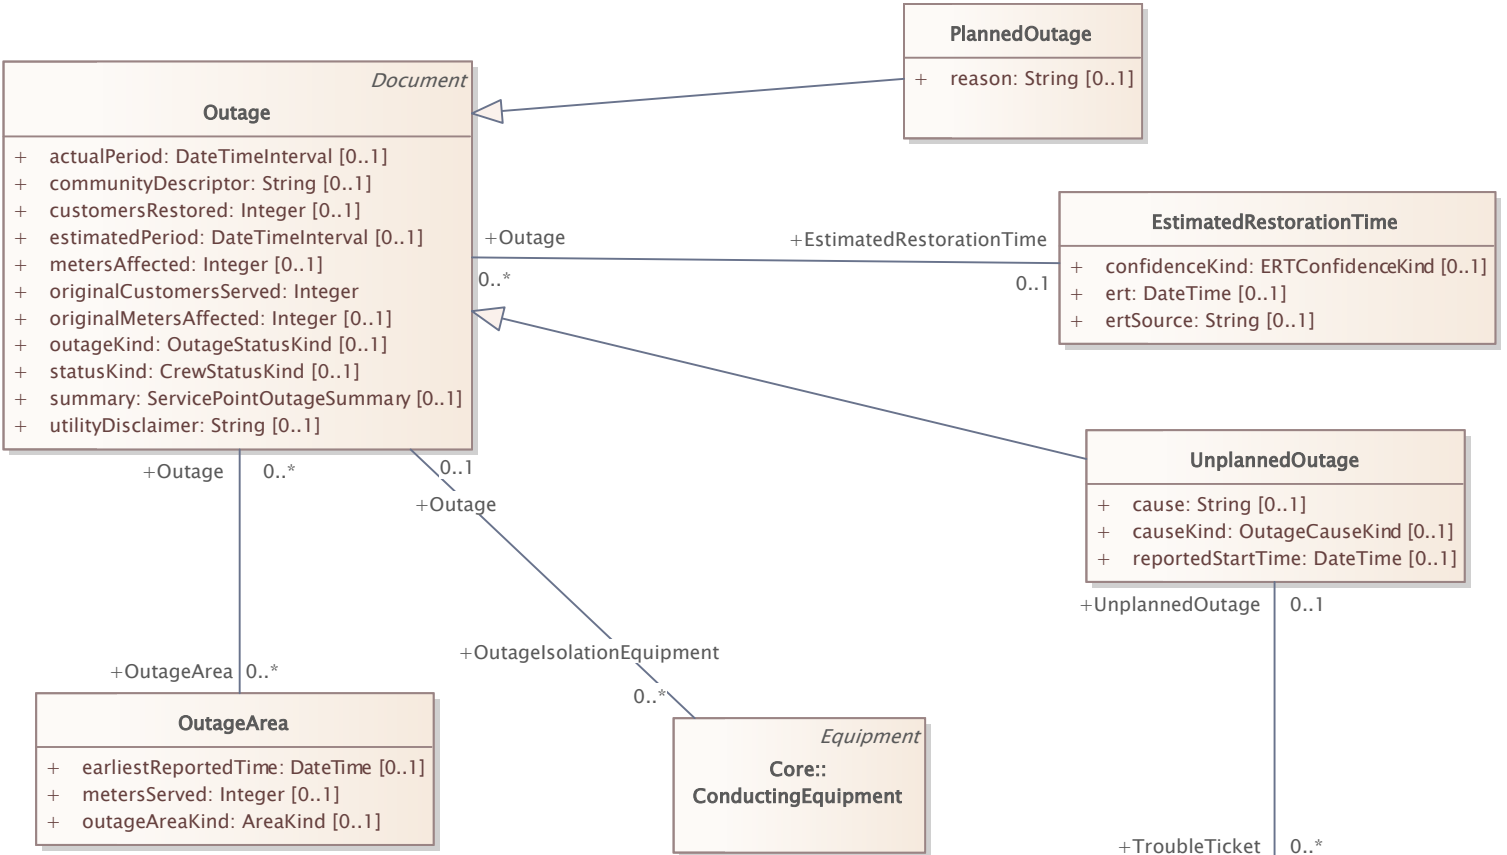 PlannedOutage
+ reason: String [0..1]
Document
Outage
+ actualPeriod: DateTimeInterval [0..1]
+ communityDescriptor: String [0..1]
+ customersRestored: Integer [0..1]
+ estimatedPeriod: DateTimeInterval [0..1]
+ metersAffected: Integer [0..1]
+ originalCustomersServed: Integer
+ originalMetersAffected: Integer [0..1]
+ outageKind: OutageStatusKind [0..1]
+ statusKind: CrewStatusKind [0..1]
+ summary: ServicePointOutageSummary [0..1]
+ utilityDisclaimer: String [0..1]
+Outage
0..*
+EstimatedRestorationTime
0..1
EstimatedRestorationTime
+ confidenceKind: ERTConfidenceKind [0..1]
+ ert: DateTime [0..1]
+ ertSource: String [0..1]
UnplannedOutage
+ cause: String [0..1]
+ causeKind: OutageCauseKind [0..1]
+ reportedStartTime: DateTime [0..1]
+Outage 0..*
0..1
+Outage
+UnplannedOutage 0..1
+OutageArea 0..*
+OutageIsolationEquipment
0..*
OutageArea
+ earliestReportedTime: DateTime [0..1]
+ metersServed: Integer [0..1]
+ outageAreaKind: AreaKind [0..1]
Equipment
Core::
ConductingEquipment
+TroubleTicket 0..*